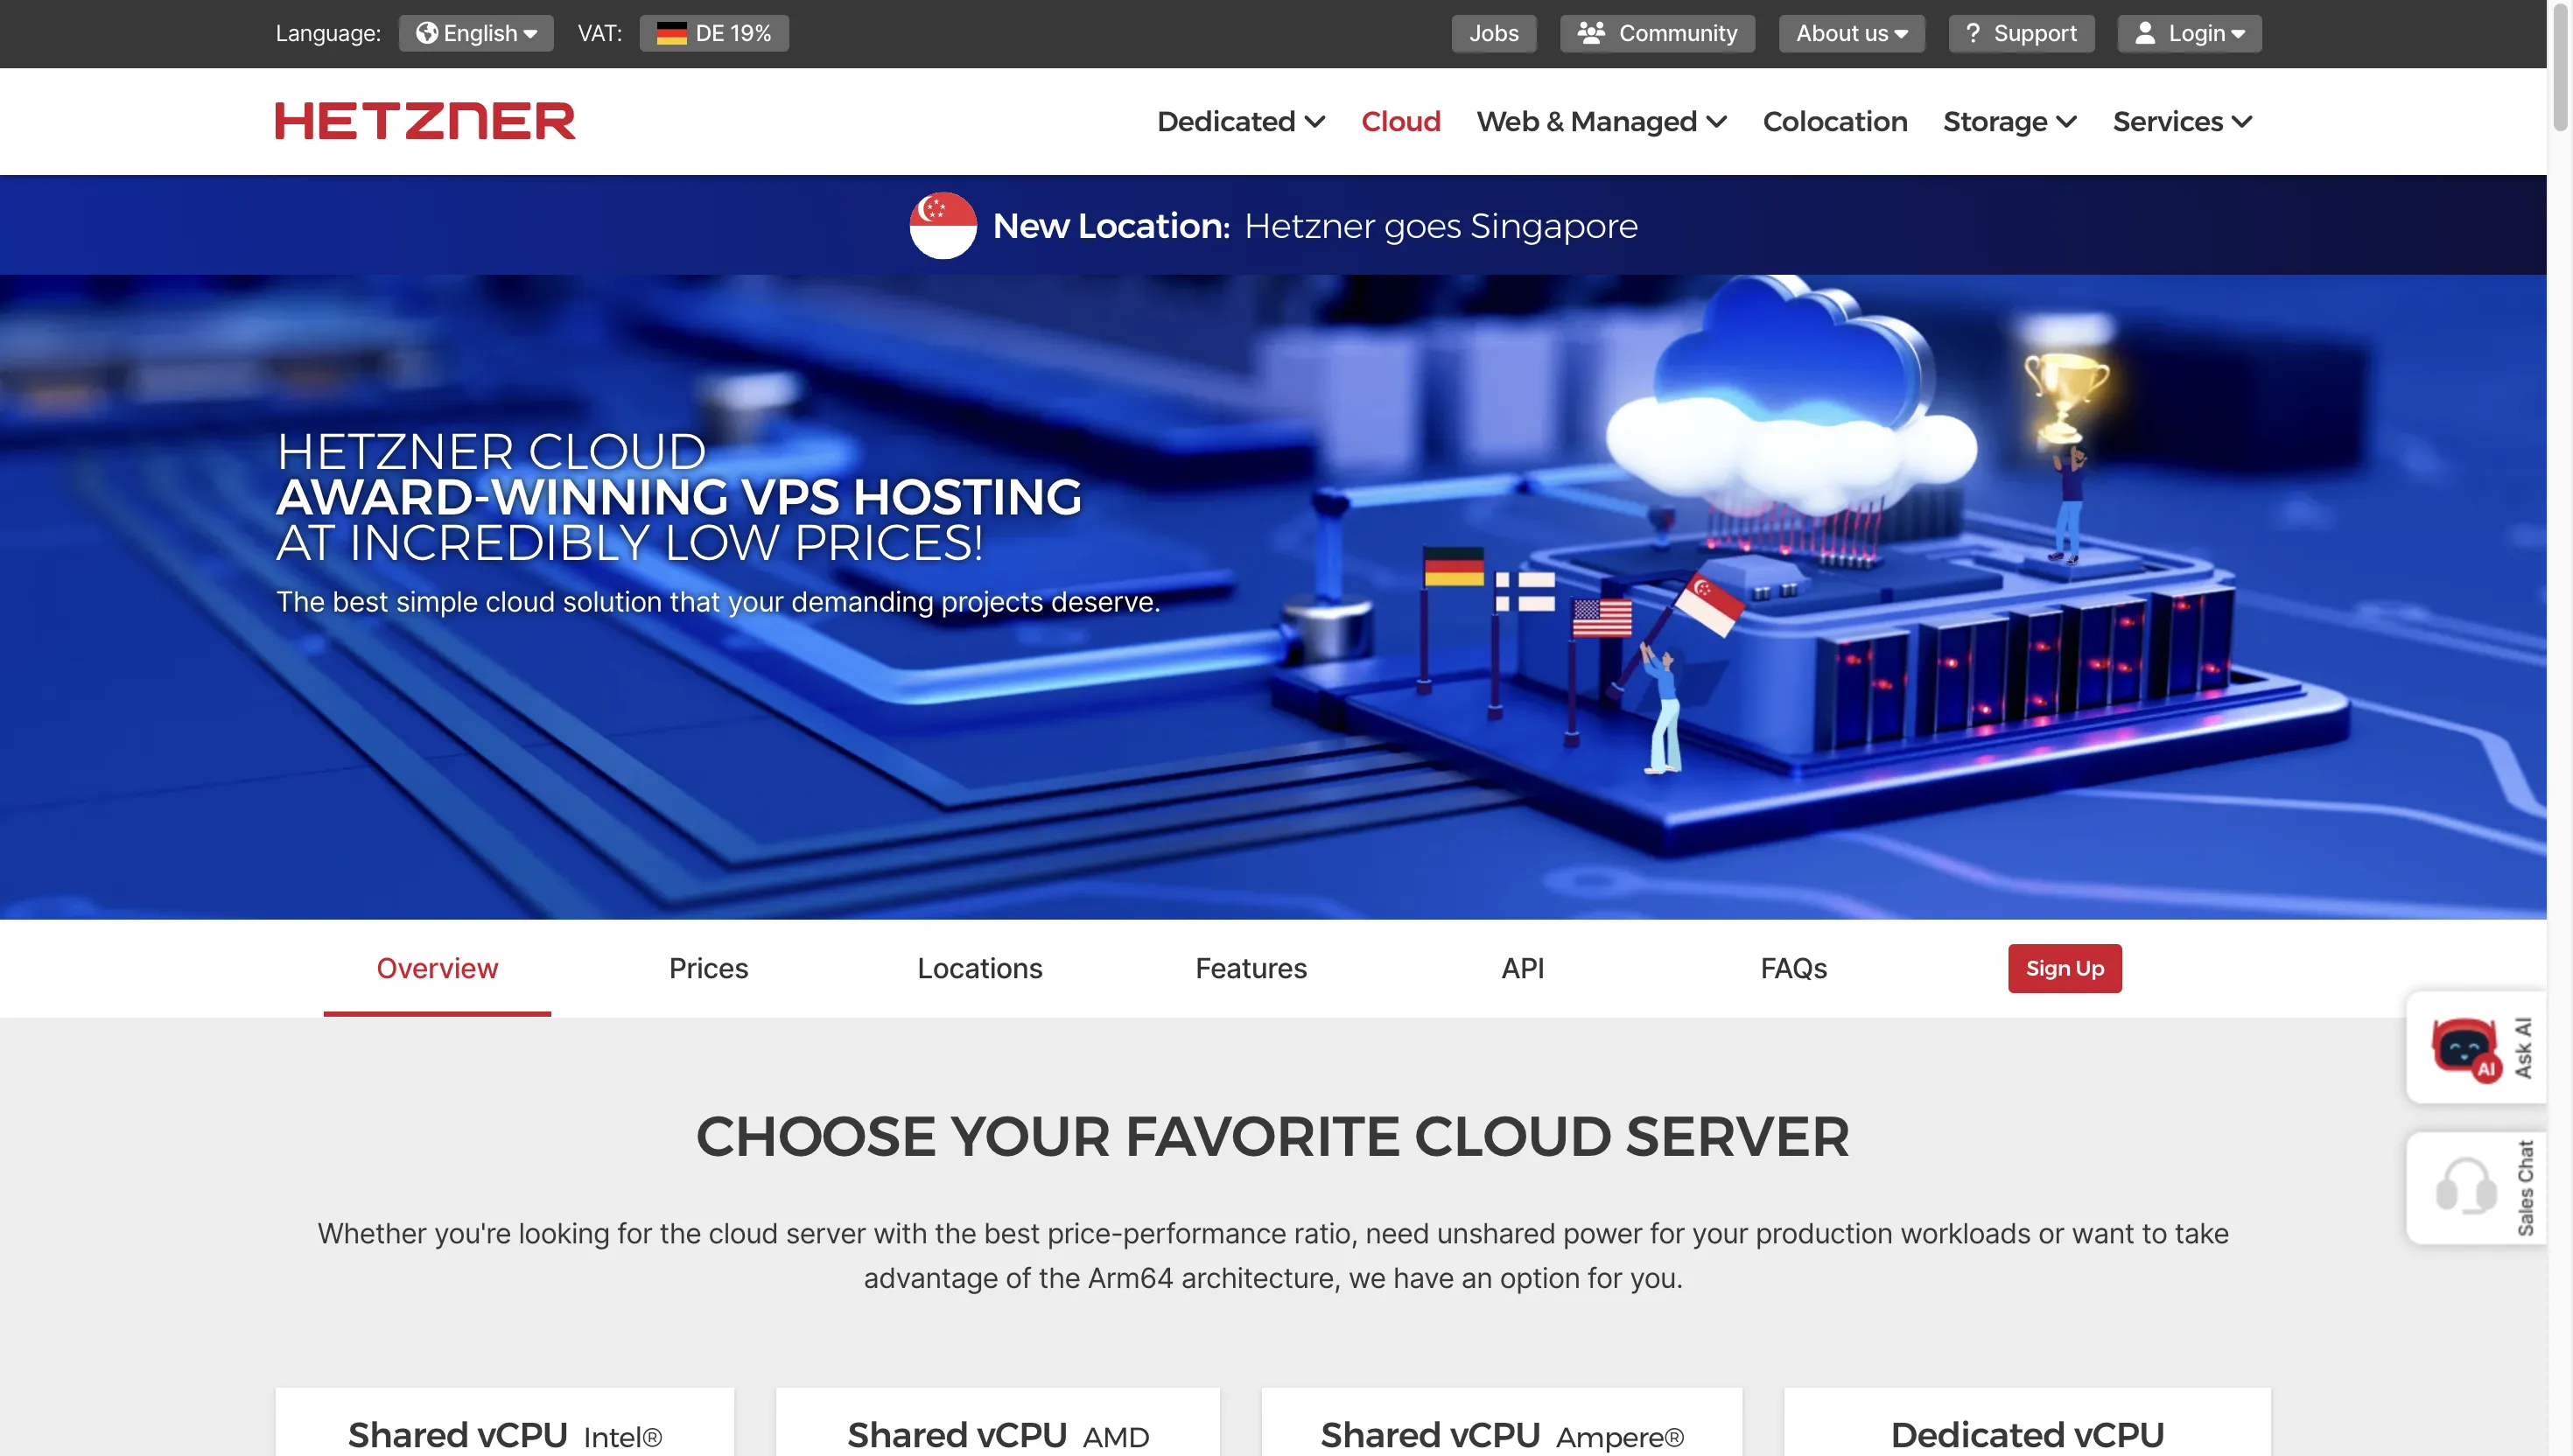 Language: English VAT: DE 19% Jobs Community About us ? Support Login
HETZNER Dedicated Cloud Web & Managed Colocation Storage Services
New Location: Hetzner goes Singapore
HETZNER CLOUD
AWARD-WINNING VPS HOSTING
AT INCREDIBLY LOW PRICES!
The best simple cloud solution that your demanding projects deserve.
Overview Prices Locations Features API FAQs Sign Up
AI Ask AI
Sales Chat
CHOOSE YOUR FAVORITE CLOUD SERVER
Whether you're looking for the cloud server with the best price-performance ratio, need unshared power for your production workloads or want to take
advantage of the Arm64 architecture, we have an option for you.
Shared vCPU Intel® Shared vCPU AMD Shared vCPU Ampere® Dedicated vCPU